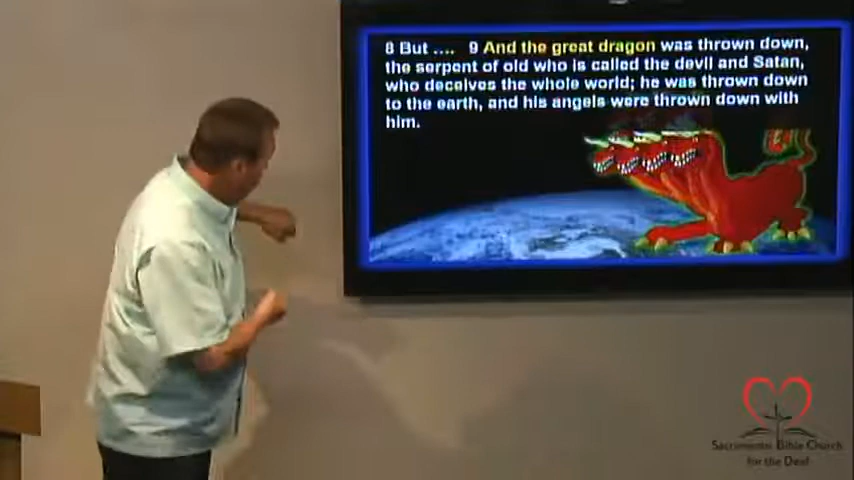 8 But .... 9 And the great dragon was thrown down,
the serpent of old who is called the devil and Satan,
who deceives the whole world; he was thrown down
to the earth, and his angels were thrown down with
him.
Sacramento Bible Church
for the Deaf